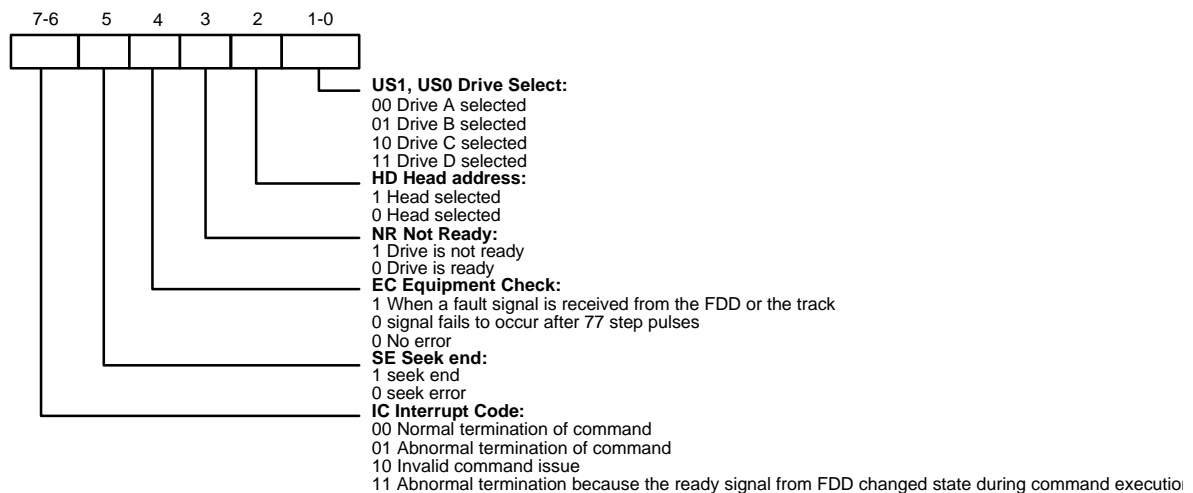 7-6 5 4 3 2 1-0
US1, US0 Drive Select:
00 Drive A selected
01 Drive B selected
10 Drive C selected
11 Drive D selected
HD Head address:
1 Head selected
0 Head selected
NR Not Ready:
1 Drive is not ready
0 Drive is ready
EC Equipment Check:
1 When a fault signal is received from the FDD or the track
0 signal fails to occur after 77 step pulses
0 No error
SE Seek end:
1 seek end
0 seek error
IC Interrupt Code:
00 Normal termination of command
01 Abnormal termination of command
10 Invalid command issue
11 Abnormal termination because the ready signal from FDD changed state during command executio